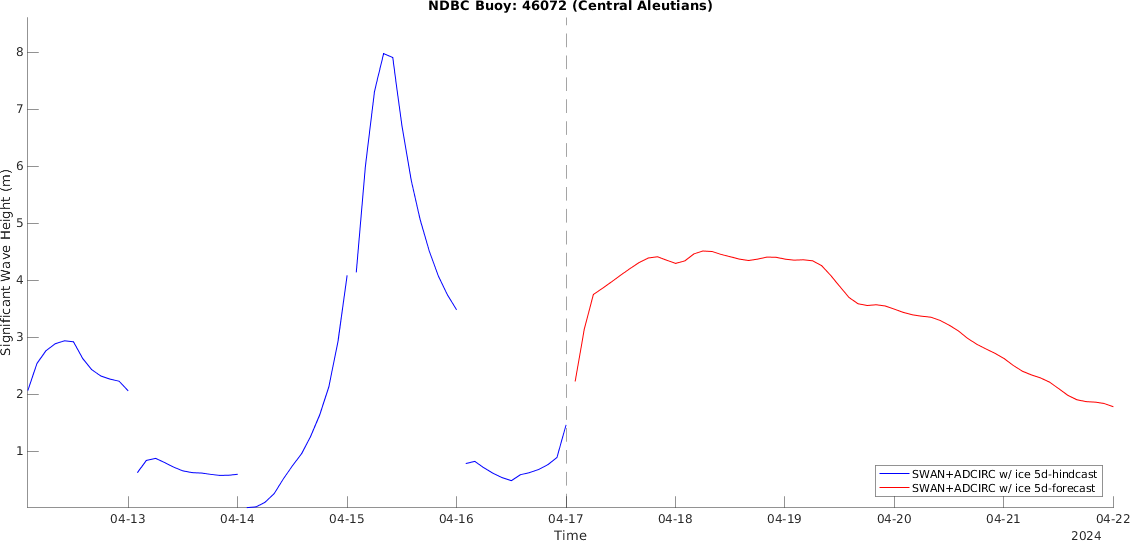 NDBC Buoy: 46072 (Central Aleutians)
Significant Wave Height (m)
8
7
6
5
4
3
2
1
SWAN+ADCIRC w/ ice 5d-hindcast
SWAN+ADCIRC w/ ice 5d-forecast
04-13 04-14 04-15 04-16 04-17 04-18 04-19 04-20 04-21 04-22
Time
2024